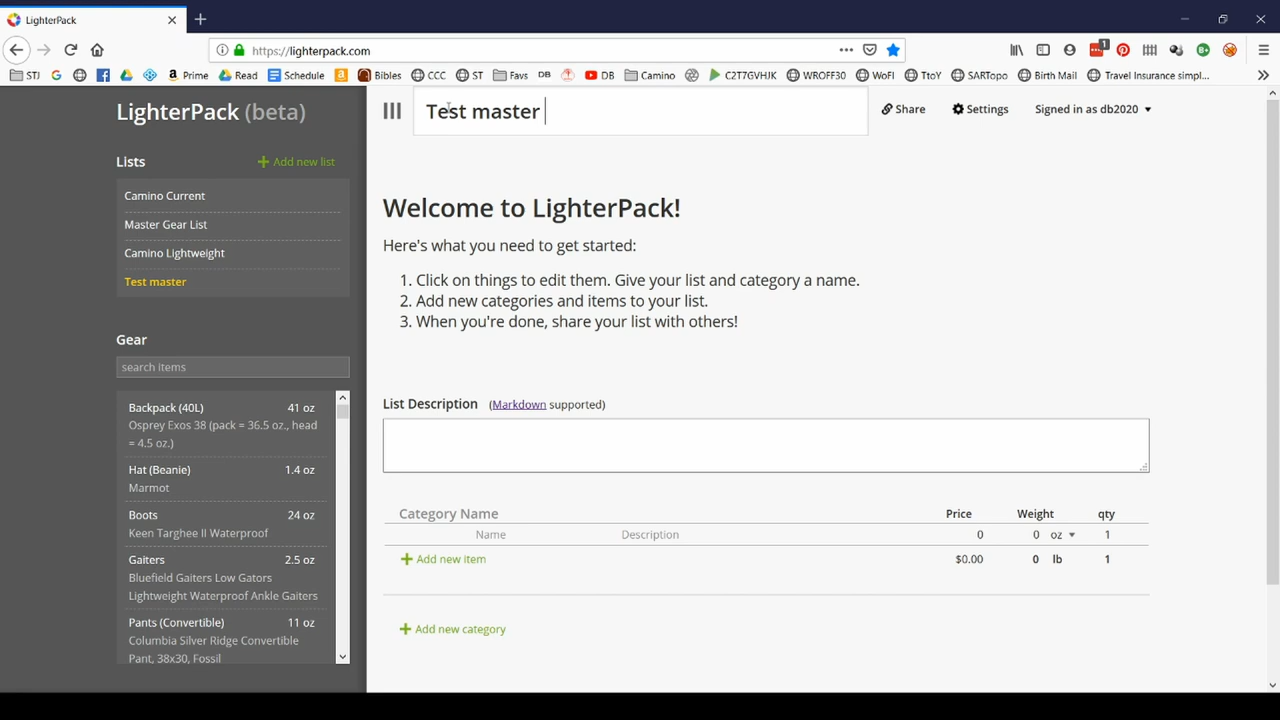 LighterPack
https://lighterpack.com
1
STJ
Prime
Read
Schedule
Bibles
CCC
ST
Favs
DB
DB
Camino
C2T7GVHJK
WROFF30
WoFI
TtoY
SARTopo
Birth Mail
Travel Insurance simpl...
LighterPack (beta)
Test master
Share
Settings
Signed in as db2020
Lists
Add new list
Camino Current
Master Gear List
Camino Lightweight
Test master
Gear
search items
Backpack (40L) 41 oz
Osprey Exos 38 (pack = 36.5 oz., head
= 4.5 oz.)
Hat (Beanie) 1.4 oz
Marmot
Boots 24 oz
Keen Targhee II Waterproof
Gaiters 2.5 oz
Bluefield Gaiters Low Gators
Lightweight Waterproof Ankle Gaiters
Pants (Convertible) 11 oz
Columbia Silver Ridge Convertible
Pant, 38x30, Fossil
Welcome to LighterPack!
Here's what you need to get started:
1. Click on things to edit them. Give your list and category a name.
2. Add new categories and items to your list.
3. When you're done, share your list with others!
List Description (Markdown supported)
Category Name Price Weight qty
Name Description 0 0 oz 1
Add new item $0.00 0 lb 1
Add new category